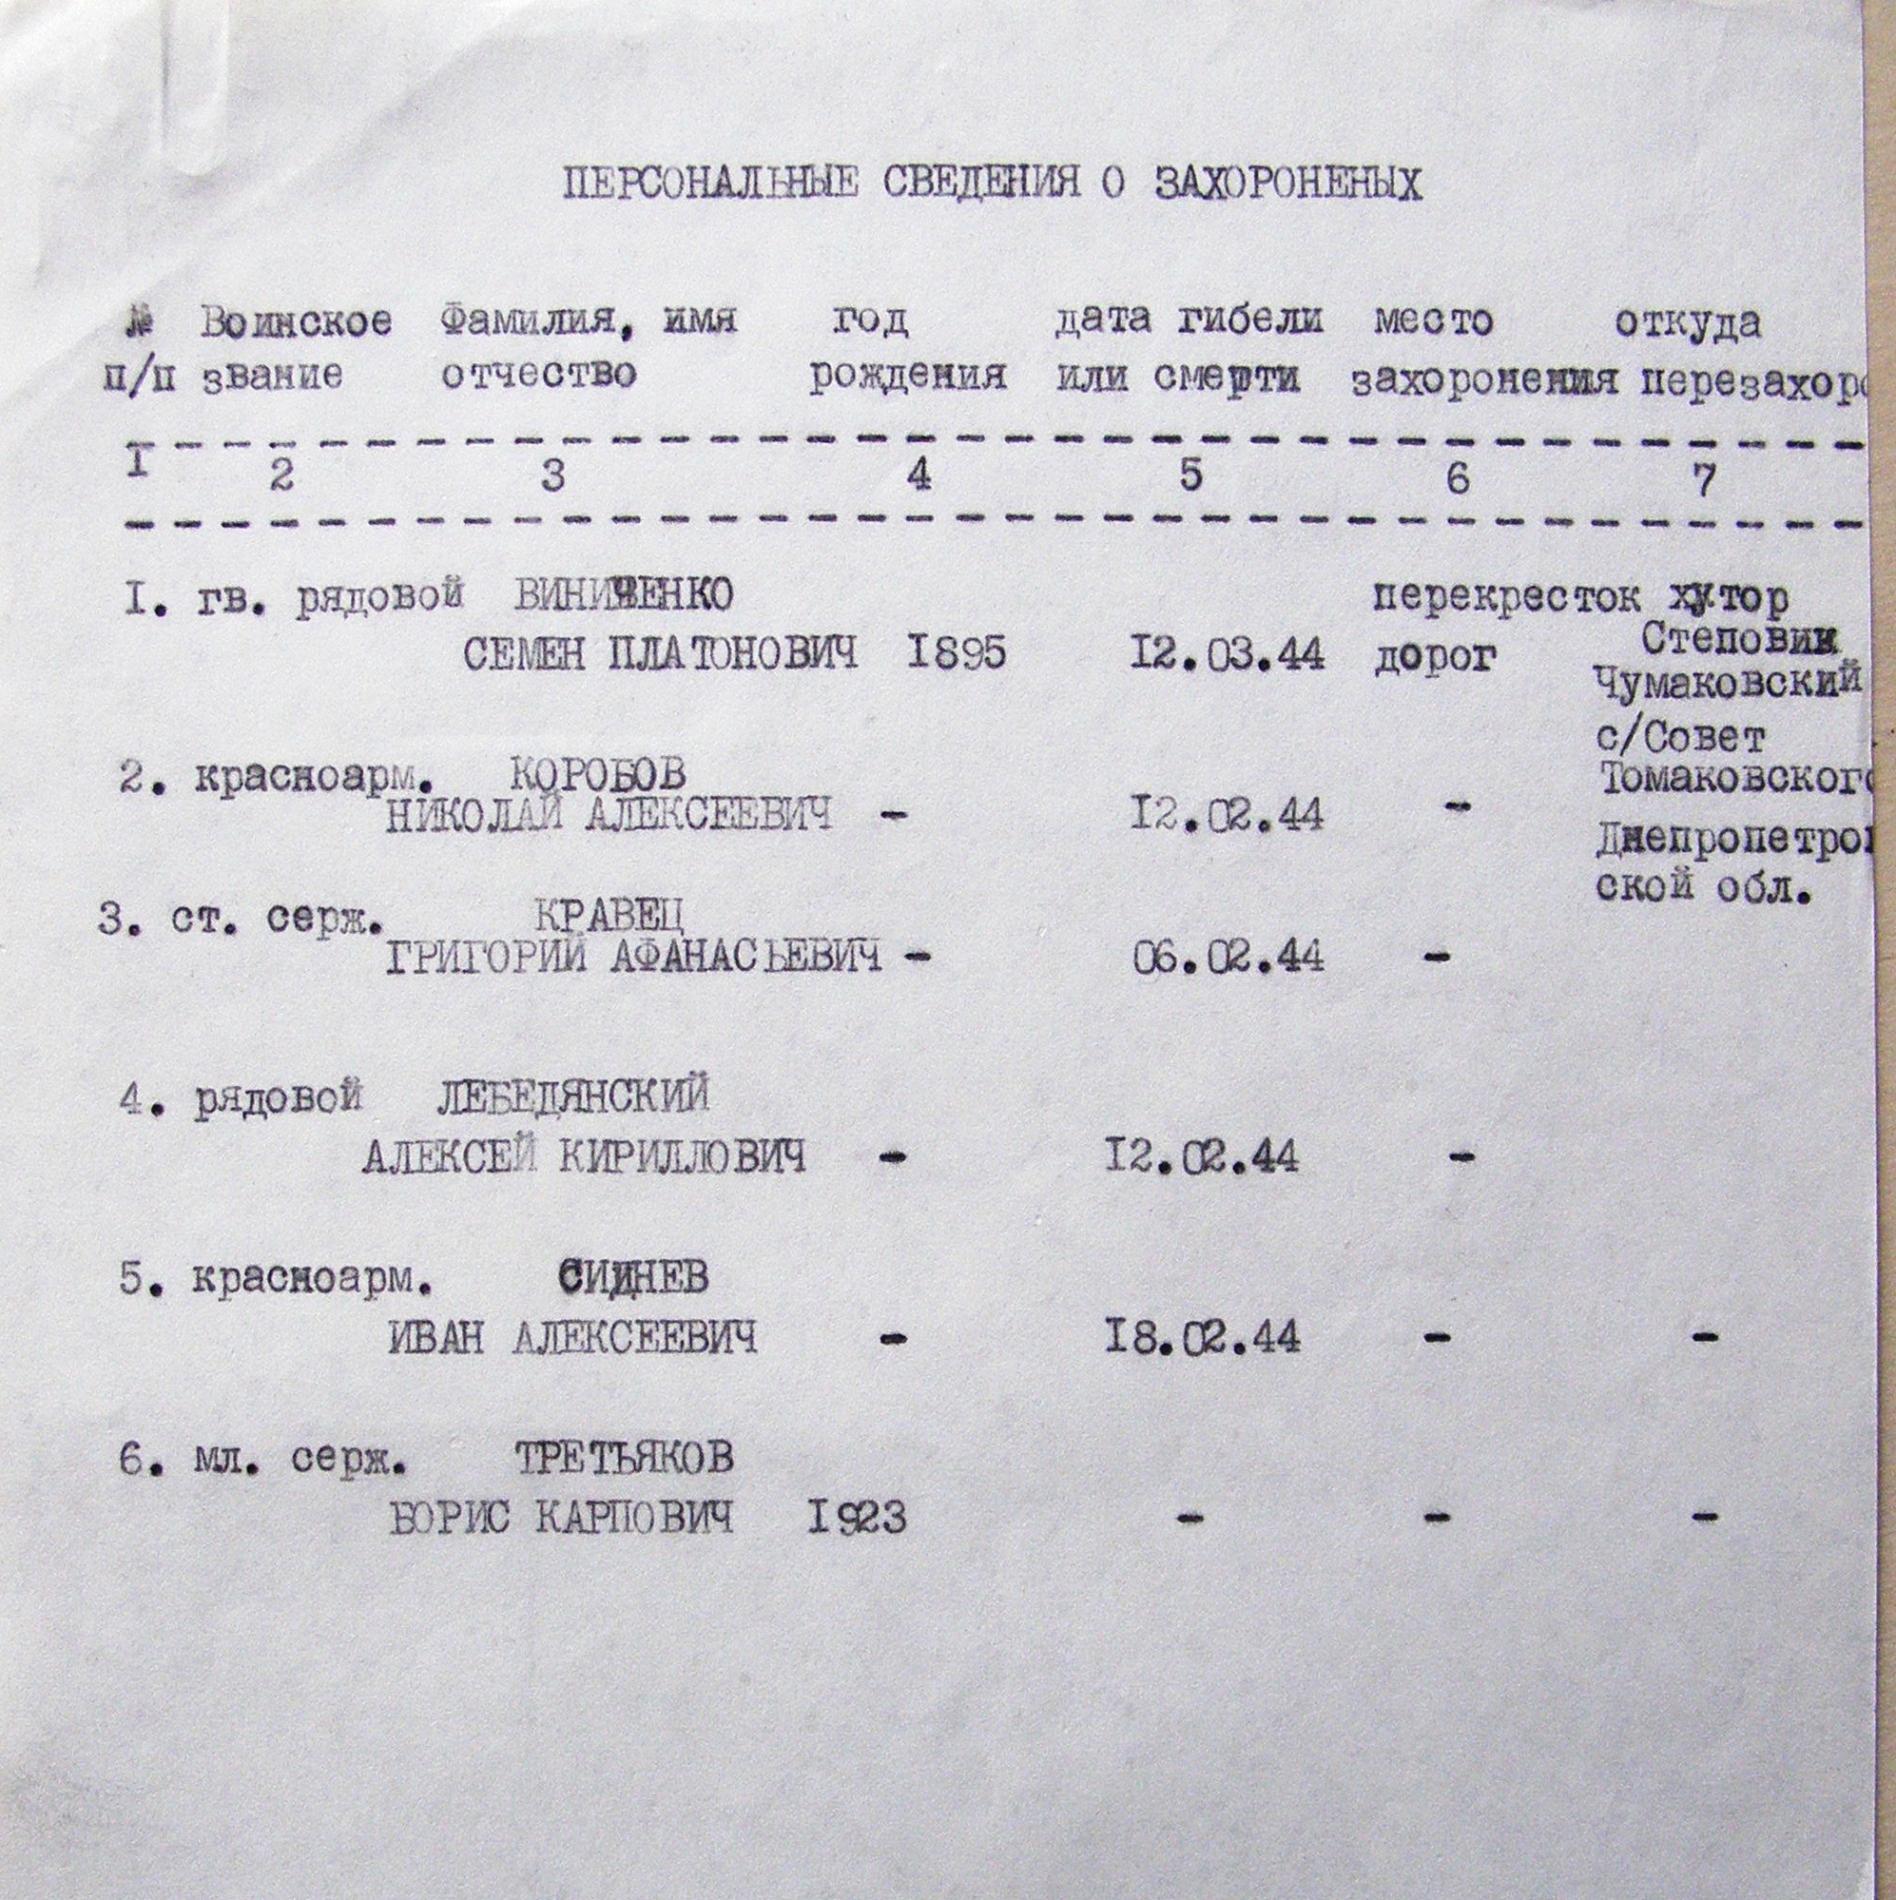 ПЕРСОНАЛЬНЫЕ СВЕДЕНИЯ О ЗАХОРОНЕНЫХ
№ Воинское Фамилия, имя год дата гибели место откуда
п/п звание отчество рождения или смерти захоронения перезахоро
I 2 3 4 5 6 7
I. гв. рядовой ВИНИЧЕНКО перекресток хутор
СЕМЕН ПЛАТОНОВИЧ I895 I2.03.44 дорог Степовик
Чумаковский
с/Совет
2. красноарм. КОРОБОВ Томаковского
НИКОЛАЙ АЛЕКСЕЕВИЧ - I2.02.44 -
Днепропетров
ской обл.
3. ст. серж. КРАВЕЦ
ГРИГОРИЙ АФАНАСЬЕВИЧ - 06.02.44 -
4. рядовой ЛЕБЕДЯНСКИЙ
АЛЕКСЕЙ КИРИЛЛОВИЧ - I2.02.44 -
5. красноарм. СИДНЕВ
ИВАН АЛЕКСЕЕВИЧ - I8.02.44 - -
6. мл. серж. ТРЕТЬЯКОВ
БОРИС КАРПОВИЧ I923 - - -